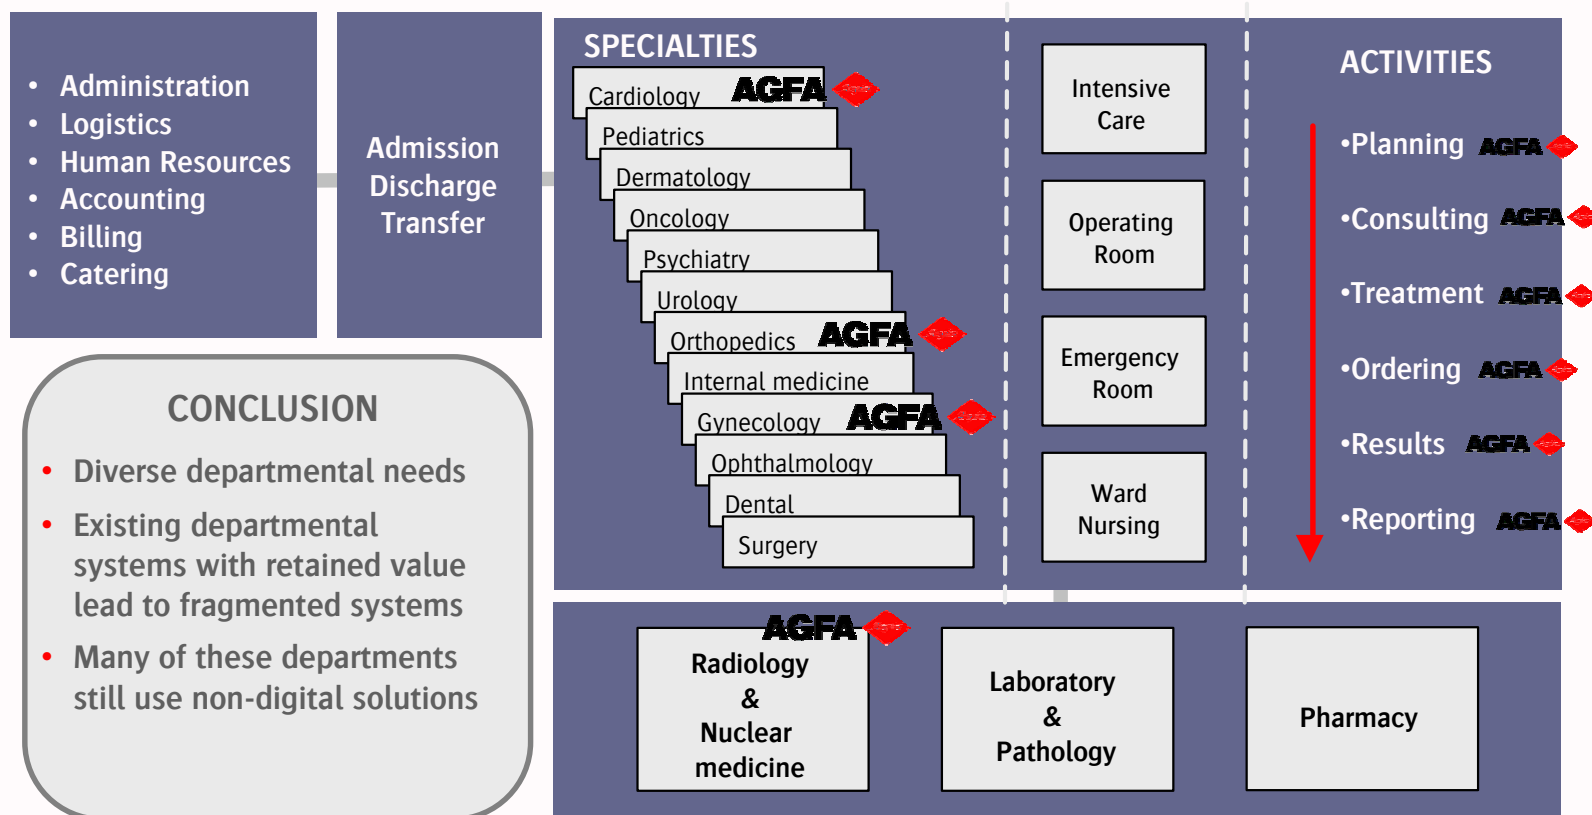 • Administration
• Logistics
• Human Resources
• Accounting
• Billing
• Catering
Admission
Discharge
Transfer
SPECIALTIES
Cardiology AGFA
Pediatrics
Dermatology
Oncology
Psychiatry
Urology
Orthopedics AGFA
Internal medicine
Gynecology AGFA
Ophthalmology
Dental
Surgery
Intensive
Care
Operating
Room
Emergency
Room
Ward
Nursing
ACTIVITIES
•Planning AGFA
•Consulting AGFA
•Treatment AGFA
•Ordering AGFA
•Results AGFA
•Reporting AGFA
CONCLUSION
• Diverse departmental needs
• Existing departmental
systems with retained value
lead to fragmented systems
• Many of these departments
still use non-digital solutions
AGFA
Radiology
&
Nuclear
medicine
Laboratory
&
Pathology
Pharmacy